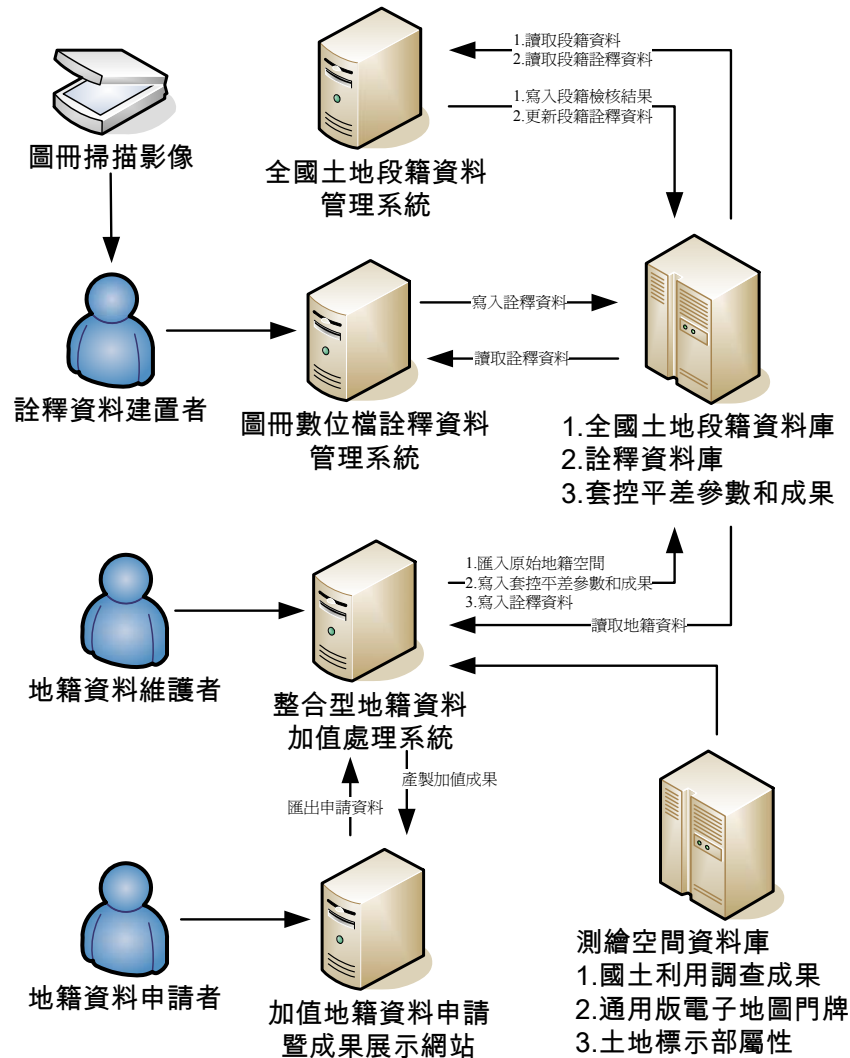 1.讀取段籍資料
2.讀取段籍詮釋資料
1.寫入段籍檢核結果
2.更新段籍詮釋資料
圖冊掃描影像
全國土地段籍資料
管理系統
寫入詮釋資料
讀取詮釋資料
詮釋資料建置者
圖冊數位檔詮釋資料
管理系統
1.全國土地段籍資料庫
2.詮釋資料庫
3.套控平差參數和成果
1.匯入原始地籍空間
2.寫入套控平差參數和成果
3.寫入詮釋資料
讀取地籍資料
地籍資料維護者
整合型地籍資料
加值處理系統
產製加值成果
匯出申請資料
地籍資料申請者
加值地籍資料申請
暨成果展示網站
測繪空間資料庫
1.國土利用調查成果
2.通用版電子地圖門牌
3.土地標示部屬性